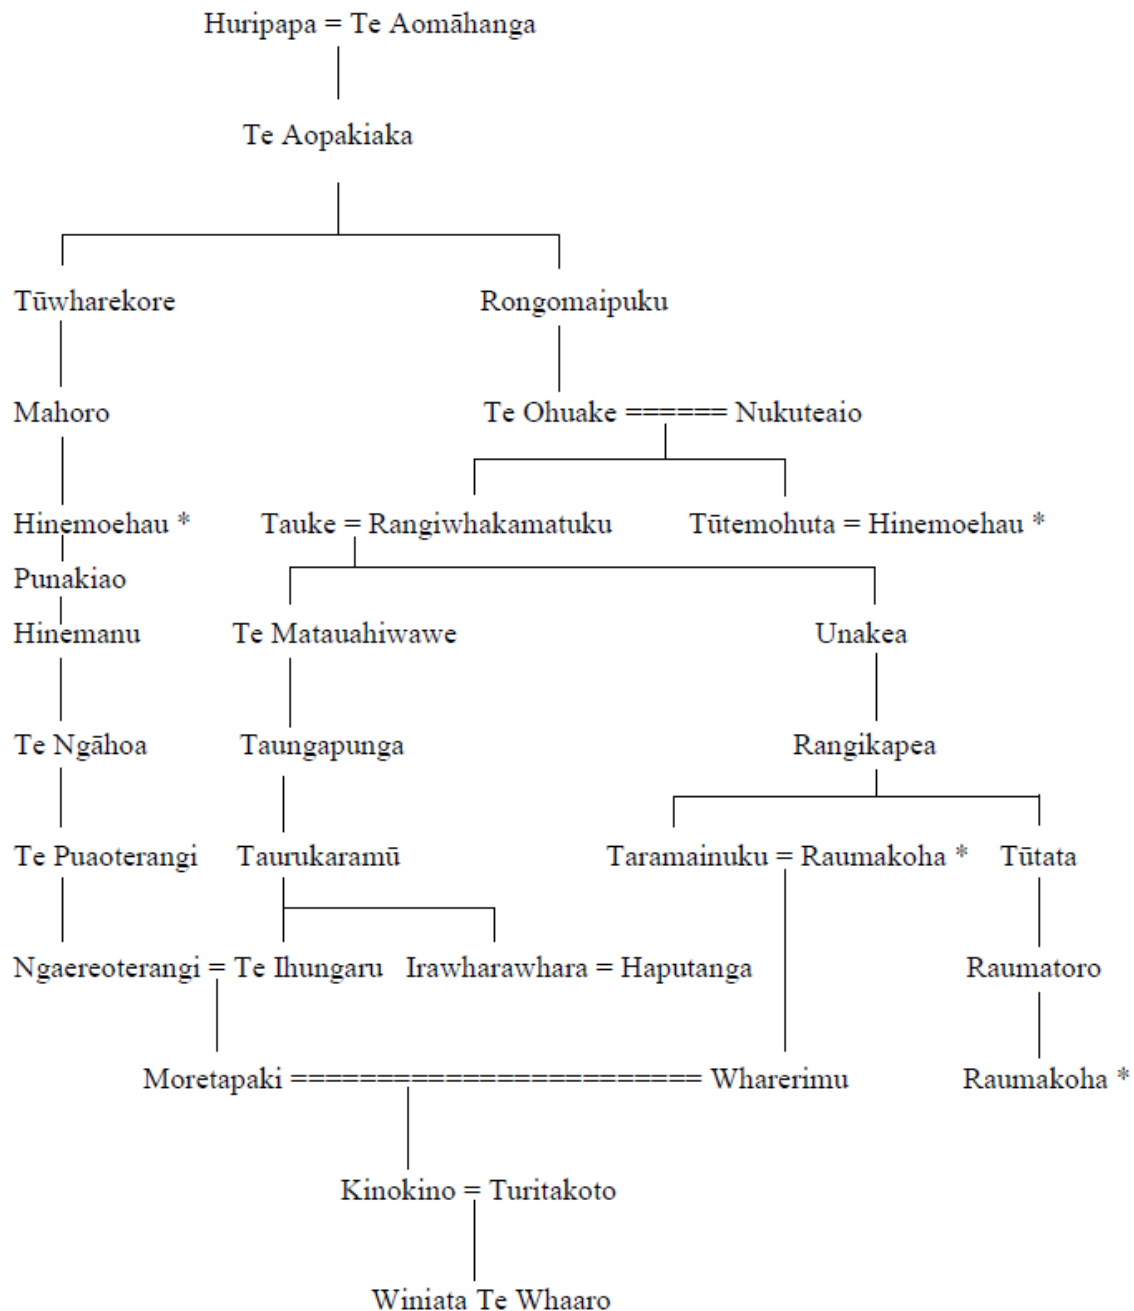 Huripapa = Te Aomāhanga
Te Aopakiaka
Tūwharekore Rongomaipuku
Mahoro Te Ohuake ====== Nukuteaio
Hinemoehau * Tauke = Rangiwhakamatuku Tūtemohuta = Hinemoehau *
Punakiao
Hinemanu Te Matauahiwawe Unakea
Te Ngāhoa Taungapunga Rangikapea
Te Puaoterangi Taurukaramū Taramainuku = Raumakoha * Tūtata
Ngaereoterangi = Te Ihungaru Irawharawhara = Haputanga Raumatoro
Moretapaki ======================== Wharerimu Raumakoha *
Kinokino = Turitakoto
Winiata Te Whaaro